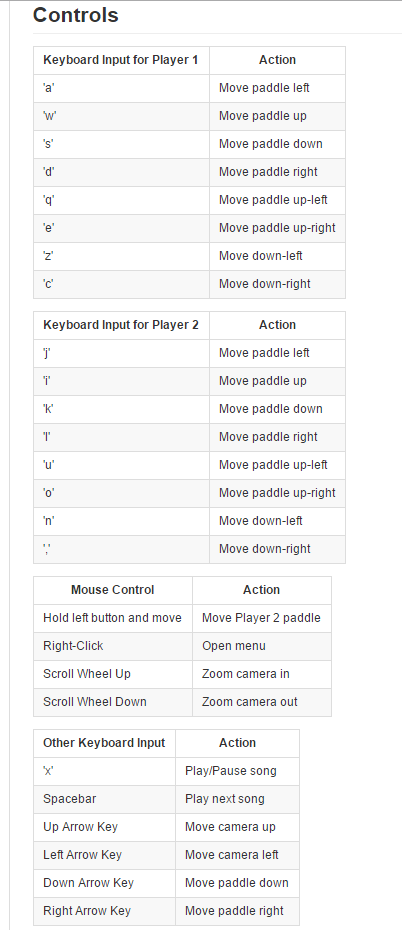 Controls
Keyboard Input for Player 1 Action
'a' Move paddle left
'w' Move paddle up
's' Move paddle down
'd' Move paddle right
'q' Move paddle up-left
'e' Move paddle up-right
'z' Move down-left
'c' Move down-right
Keyboard Input for Player 2 Action
'j' Move paddle left
'i' Move paddle up
'k' Move paddle down
'l' Move paddle right
'u' Move paddle up-left
'o' Move paddle up-right
'n' Move down-left
',' Move down-right
Mouse Control Action
Hold left button and move Move Player 2 paddle
Right-Click Open menu
Scroll Wheel Up Zoom camera in
Scroll Wheel Down Zoom camera out
Other Keyboard Input Action
'x' Play/Pause song
Spacebar Play next song
Up Arrow Key Move camera up
Left Arrow Key Move camera left
Down Arrow Key Move paddle down
Right Arrow Key Move paddle right